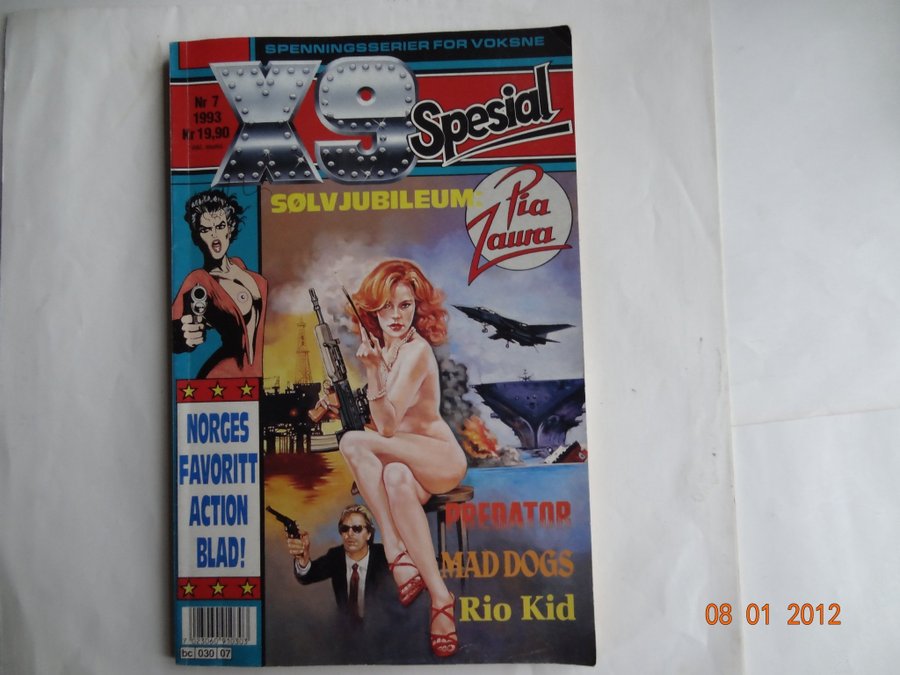 SPENNINGSSERIER FOR VOKSNE
X9
Spesial
Nr 7
1993
Kr 19,90
SØLVJUBILEUM:
Pia
Zaura
NORGES
FAVORITT
ACTION
BLAD!
PREDATOR
MAD DOGS
Rio Kid
bc 030 07
08 01 2012